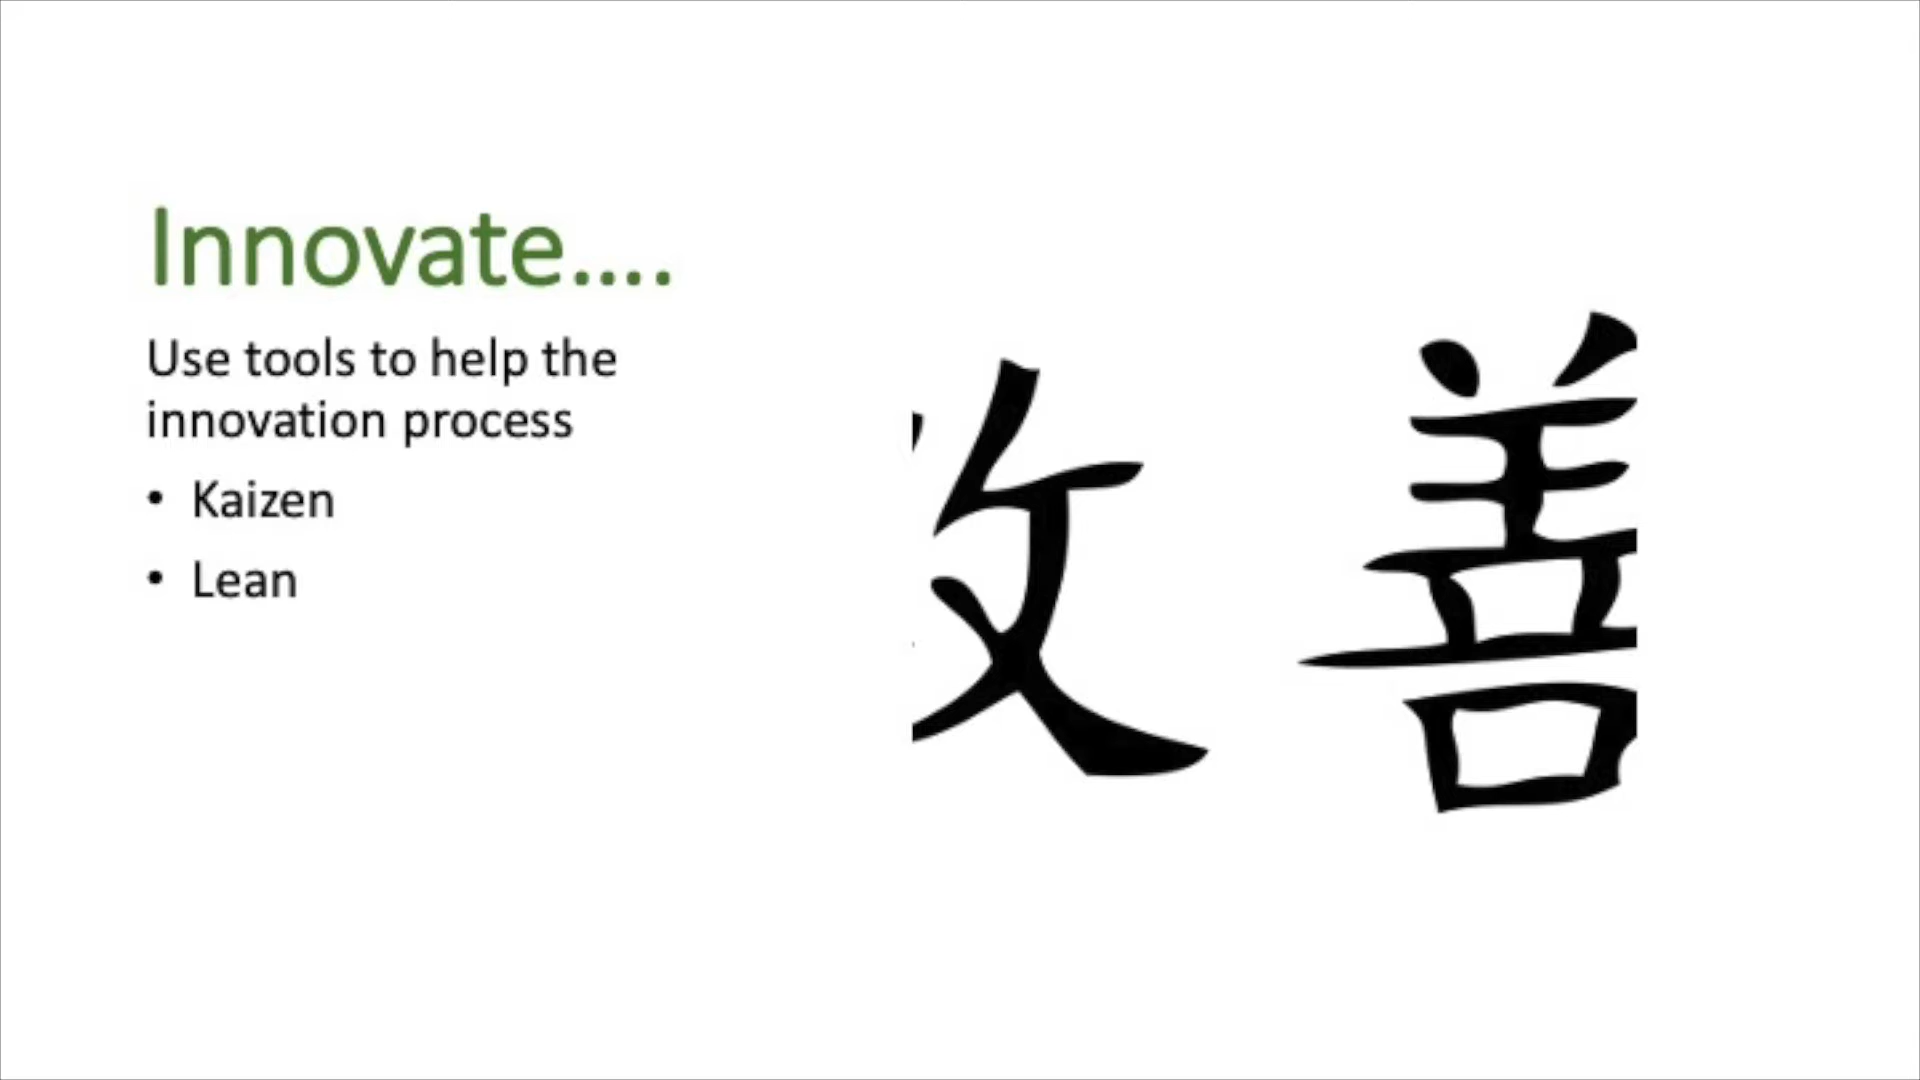 Innovate....
Use tools to help the
innovation process
• Kaizen
• Lean
善